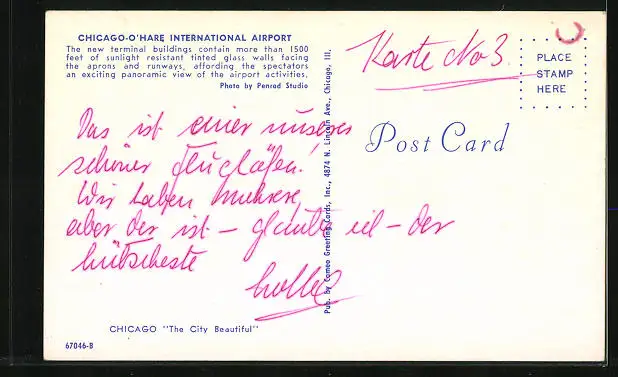 CHICAGO-O'HARE INTERNATIONAL AIRPORT
The new terminal buildings contain more than 1500
feet of sunlight resistant tinted glass walls facing
the aprons and runways, affording the spectators
an exciting panoramic view of the airport activities.
Photo by Penrod Studio
Karte No 3.
PLACE
STAMP
HERE
Post Card
Das ist einer unserer
schöner Flughäfen!
Wir haben mehrere,
aber der ist – glaube ich – der
hübscheste
Pub. by Cameo Greeting Cards, Inc., 4874 N. Lincoln Ave., Chicago, Ill.
CHICAGO "The City Beautiful"
67046-B